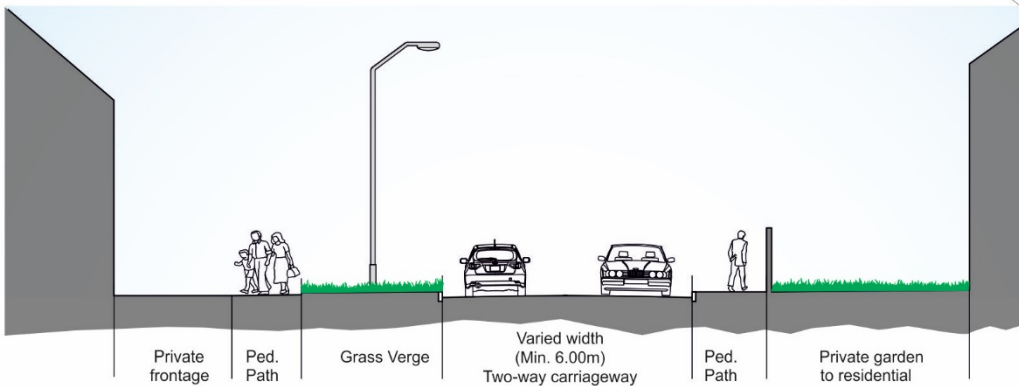 Private
frontage
Ped.
Path
Grass Verge
Varied width
(Min. 6.00m)
Two-way carriageway
Ped.
Path
Private garden
to residential